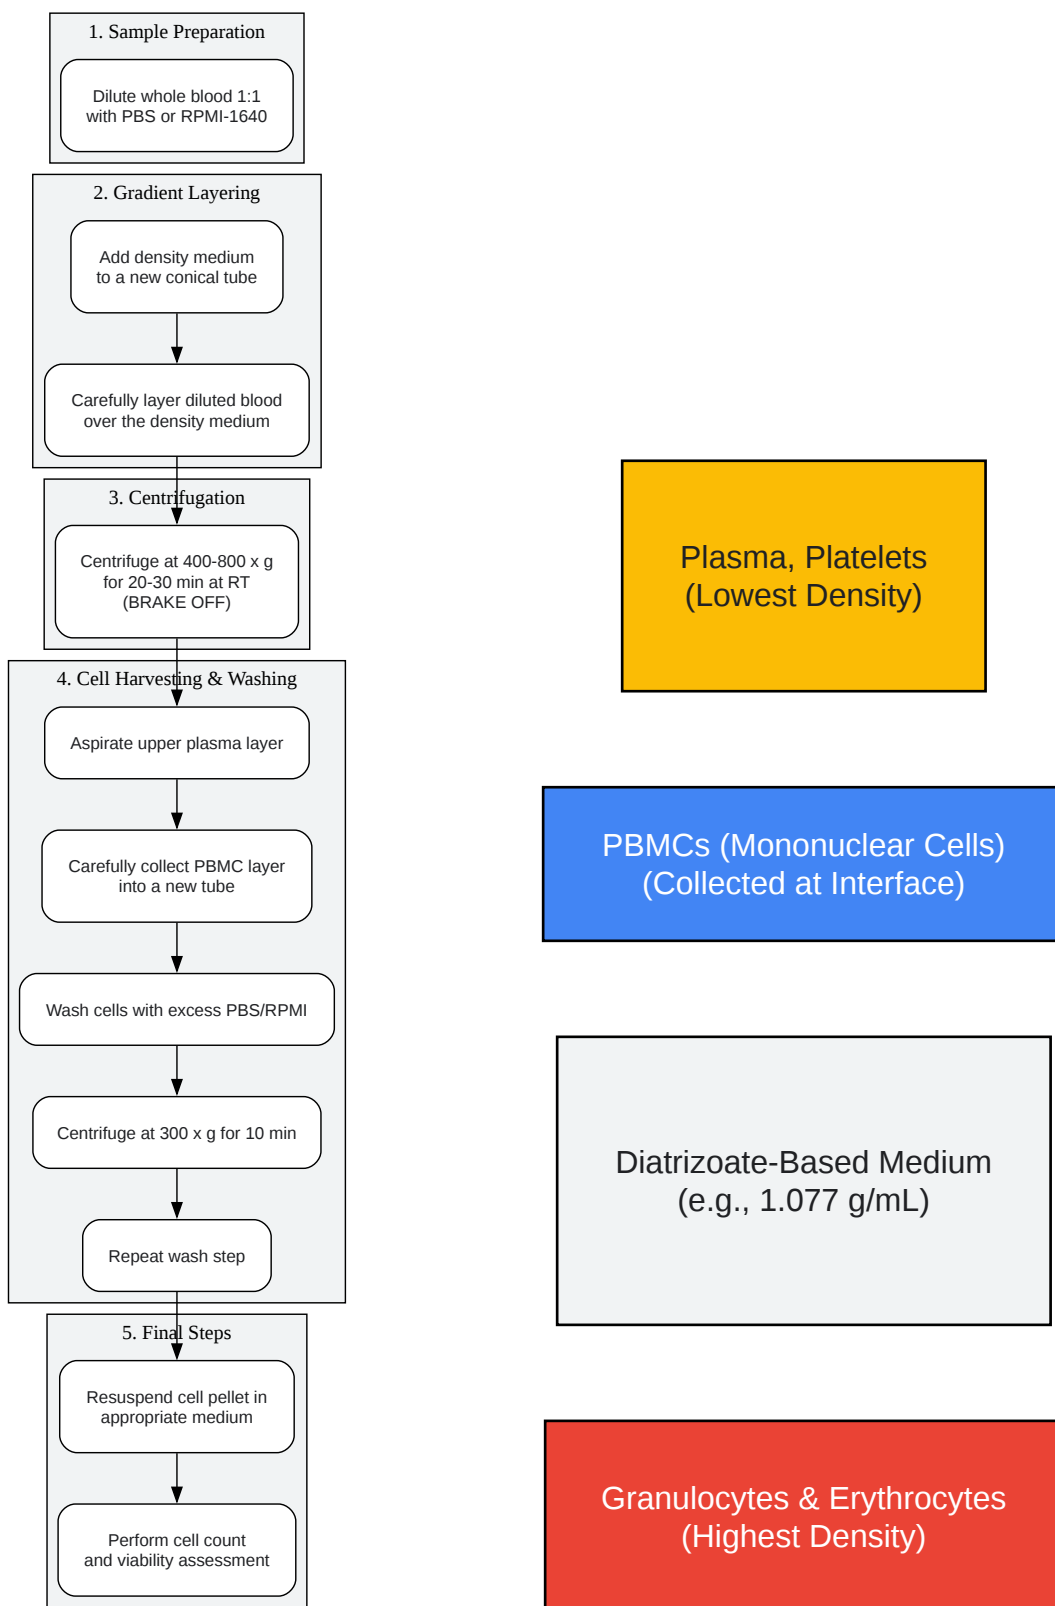 1. Sample Preparation
Dilute whole blood 1:1
with PBS or RPMI-1640
2. Gradient Layering
Add density medium
to a new conical tube
Carefully layer diluted blood
over the density medium
3. Centrifugation
Centrifuge at 400-800 x g
for 20-30 min at RT
(BRAKE OFF)
4. Cell Harvesting & Washing
Aspirate upper plasma layer
Carefully collect PBMC layer
into a new tube
Wash cells with excess PBS/RPMI
Centrifuge at 300 x g for 10 min
Repeat wash step
5. Final Steps
Resuspend cell pellet in
appropriate medium
Perform cell count
and viability assessment
Plasma, Platelets
(Lowest Density)
PBMCs (Mononuclear Cells)
(Collected at Interface)
Diatrizoate-Based Medium
(e.g., 1.077 g/mL)
Granulocytes & Erythrocytes
(Highest Density)